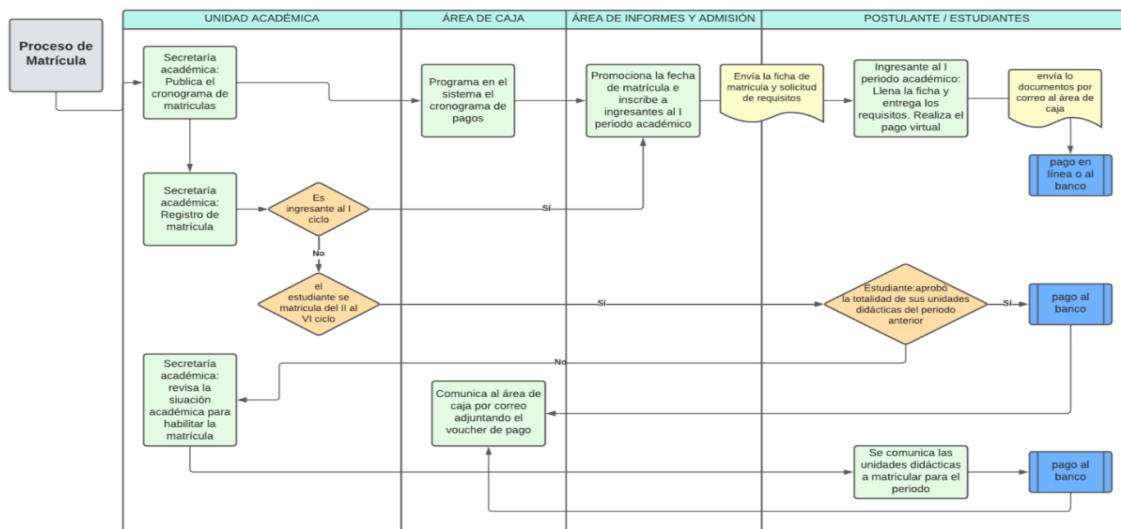 UNIDAD ACADÉMICA
ÁREA DE CAJA
ÁREA DE INFORMES Y ADMISIÓN
POSTULANTE / ESTUDIANTES
Proceso de
Matrícula
Secretaría
académica:
Publica el
cronograma de
matriculas
Programa en el
sistema el
cronograma de
pagos
Promociona la fecha
de matrícula e
inscribe a
ingresantes al I
periodo académico
Envía la ficha de
matricula y solicitud
de requisitos
Ingresante al I
periodo académico:
Llena la ficha y
entrega los
requisitos. Realiza el
pago virtual
envía lo
documentos por
correo al área de
caja
pago en
línea o al
banco
Secretaría
académica:
Registro de
matrícula
Es
ingresante al I
ciclo
Sí
No
el
estudiante se
matricula del II al
VI ciclo
Sí
Estudiante:aprobó
la totalidad de sus unidades
didácticas del periodo
anterior
Sí
pago al
banco
No
Secretaría
académica:
revisa la
siuación
académica para
habilitar la
matrícula
Comunica al área de
caja por correo
adjuntando el
voucher de pago
Se comunica las
unidades didácticas
a matricular para el
periodo
pago al
banco